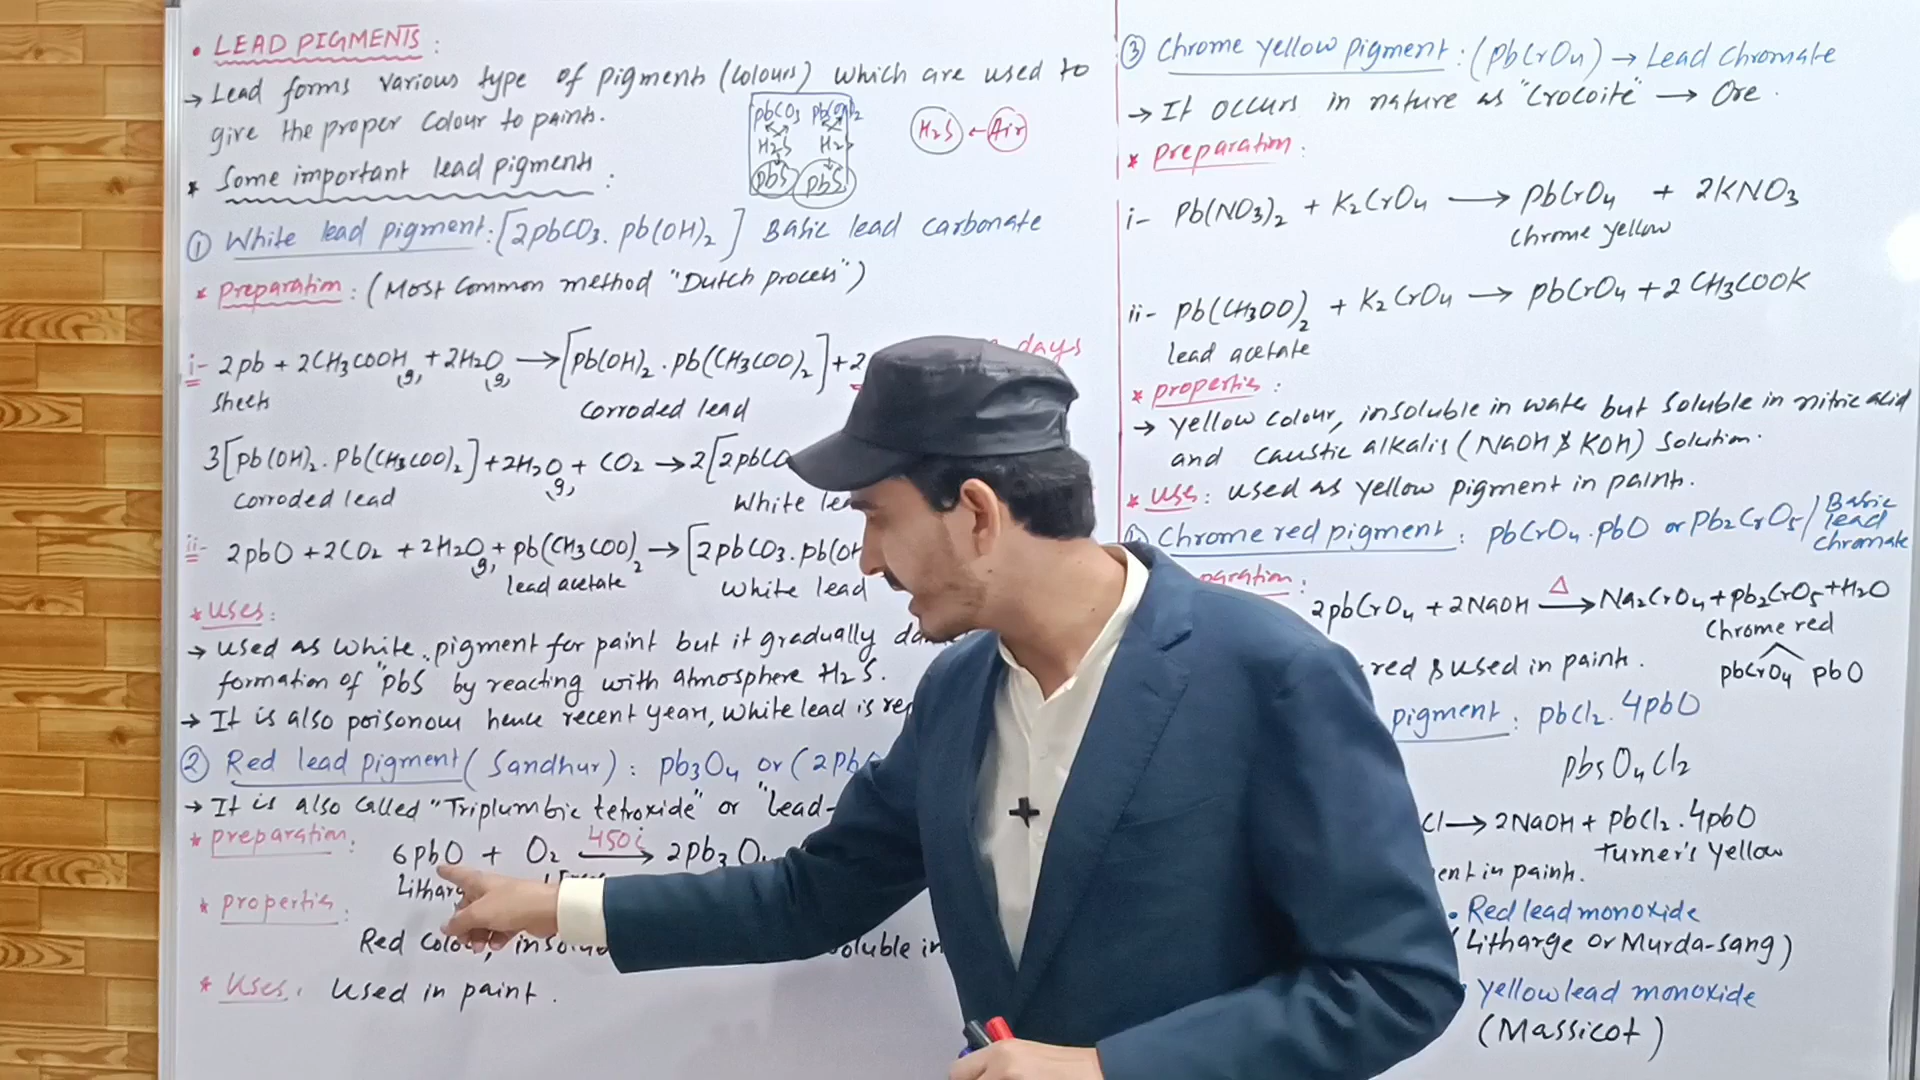 • LEAD PIGMENTS :
→ Lead forms various type of pigments (colours) which are used to
give the proper colour to paints.
pbCO3 pb(OH)2
H2S H2S
pbS pbS
H2S ← Air
* Some important lead pigments :
① White lead pigment : [2pbCO3. pb(OH)2] Basic lead carbonate
* preparation : (Most common method "Dutch process")
i- 2pb + 2CH3COOH(g) + 2H2O(g) → [pb(OH)2 . pb(CH3COO)2] + 2
days
sheets corroded lead
3[pb(OH)2. Pb(CH3COO)2] + 2H2O(g) + CO2 → 2[2pbCO
corroded lead White lea
ii- 2pbO + 2CO2 + 2H2O(g) + pb(CH3COO)2 → [2pbCO3. pb(OH
lead acetate White lead
* uses:
→ used as white pigment for paint but it gradually
formation of "PbS by reacting with atmosphere H2S.
→ It is also poisonous hence recent years, white lead is
② Red lead pigment (Sandhur) : pb3O4 or (2Pb
→ It is also called "Triplumbic tetroxide" or "lead-
* preparation: 6PbO + O2 450 → 2Pb3O
Litharg
* properties :
Red Colou , insolub oluble in
* Uses. Used in paint .
③ Chrome yellow pigment : (pbCrO4) → Lead Chromate
→ It occurs in nature as "Crocoite" → Ore .
* preparation :
i- Pb(NO3)2 + K2CrO4 → pbCrO4 + 2KNO3
Chrome yellow
ii- pb(CH3OO)2 + K2CrO4 → pbCrO4 + 2 CH3COOK
lead acetate
* properties :
→ yellow colour, insoluble in water but soluble in nitric acid
and caustic alkalis (NaOH & KOH) Solution.
* uses : used as yellow pigment in paints.
Chrome red pigment : pbCrO4. pbO or Pb2CrO5/ Basic lead chromate
paration :
2pbCrO4 + 2NaOH Δ → Na2CrO4 + pb2CrO5 + H2O
Chrome red
pbCrO4 pbO
red & used in paints.
pigment : pbCl2. 4pbO
pbsO4Cl2
Cl → 2NaOH + pbCl2. 4pbO
Turner's yellow
ent in paint.
• Red lead monoxide
(Litharge or Murda-sang)
• yellow lead monoxide
(Massicot)